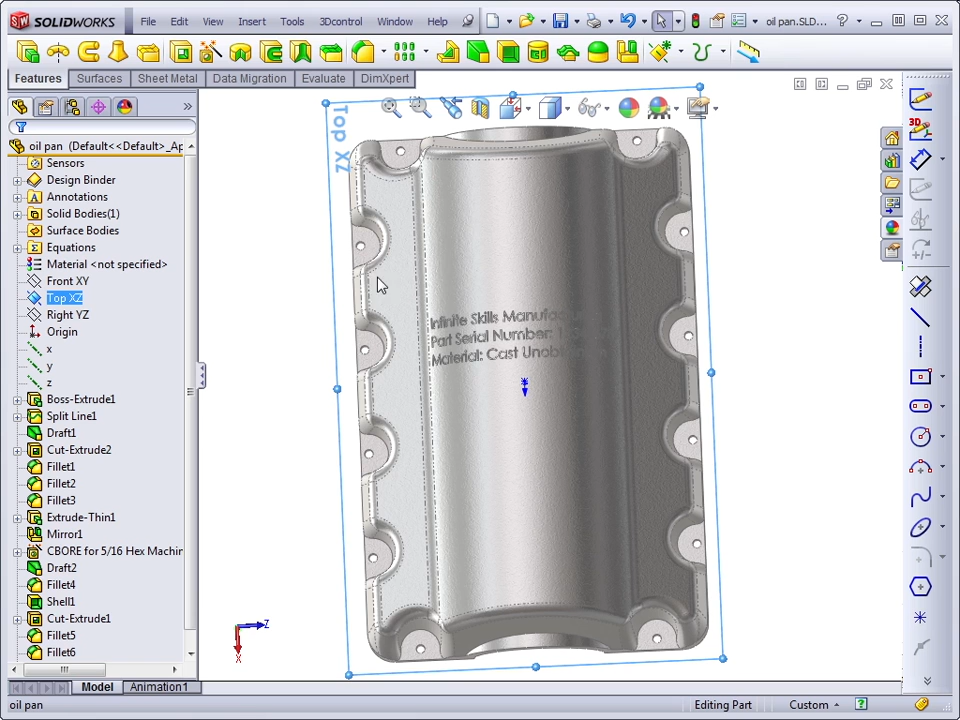 SOLIDWORKS File Edit View Insert Tools 3Dcontrol Window Help oil pan.SLD... ?
Features Surfaces Sheet Metal Data Migration Evaluate DimXpert
oil pan (Default<<Default>_Ap
Sensors
Design Binder
Annotations
Solid Bodies(1)
Surface Bodies
Equations
Material <not specified>
Front XY
Top XZ
Right YZ
Origin
x
y
z
Boss-Extrude1
Split Line1
Draft1
Cut-Extrude2
Fillet1
Fillet2
Fillet3
Extrude-Thin1
Mirror1
CBORE for 5/16 Hex Machin
Draft2
Fillet4
Shell1
Cut-Extrude1
Fillet5
Fillet6
Top XZ
Infinite Skills Manufac
Part Serial Number: 1
Material: Cast Unob
Z
X
3D
Model Animation1
oil pan Editing Part Custom ?